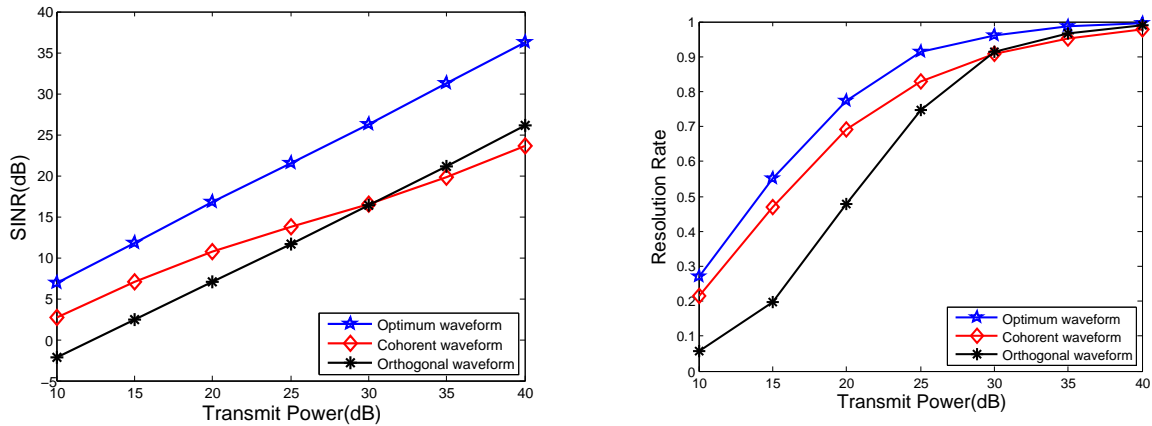 40
35
30
25
20
15
10
5
0
−5
SINR(dB)
10 15 20 25 30 35 40
Transmit Power(dB)
Optimum waveform
Cohorent waveform
Orthogonal waveform
1
0.9
0.8
0.7
0.6
0.5
0.4
0.3
0.2
0.1
0
Resolution Rate
10 15 20 25 30 35 40
Transmit Power(dB)
Optimum waveform
Cohorent waveform
Orthogonal waveform